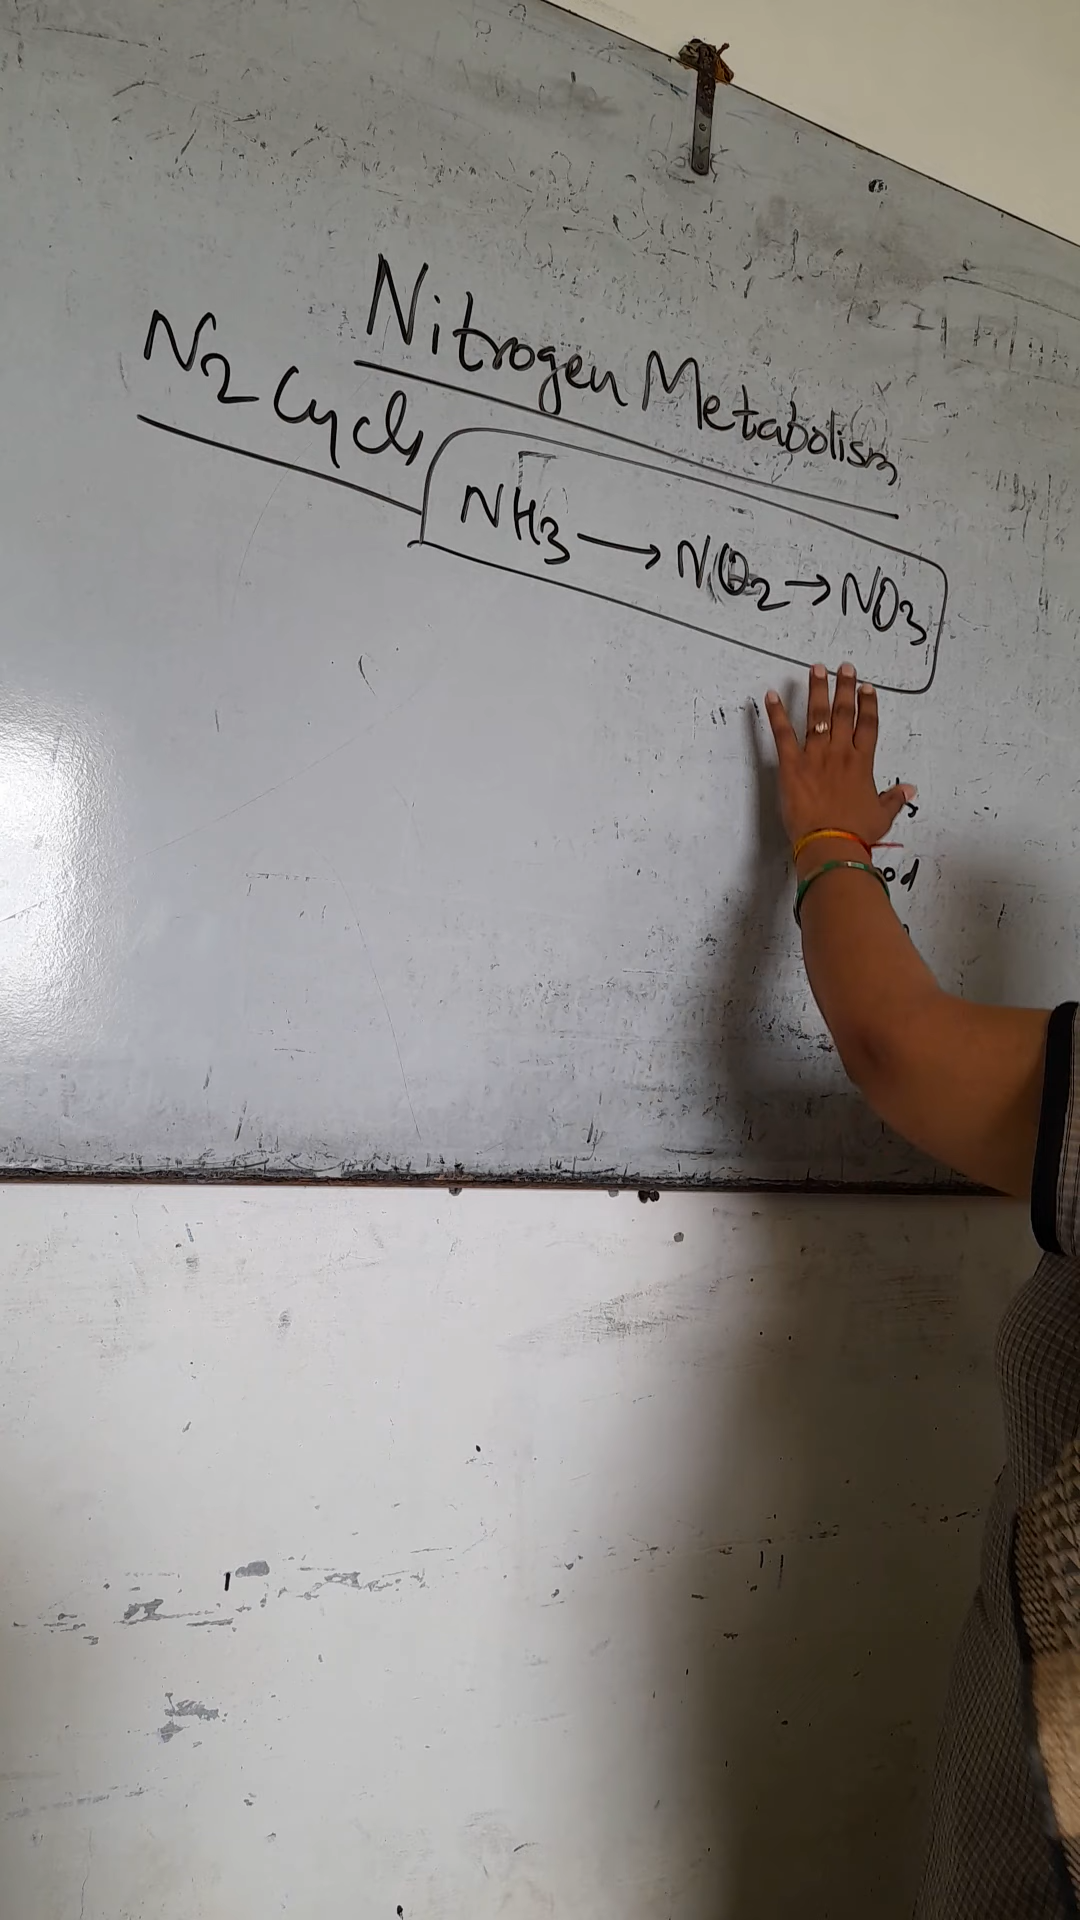 Nitrogen Metabolism
N2 Cycle
NH3 → NO2 → NO3